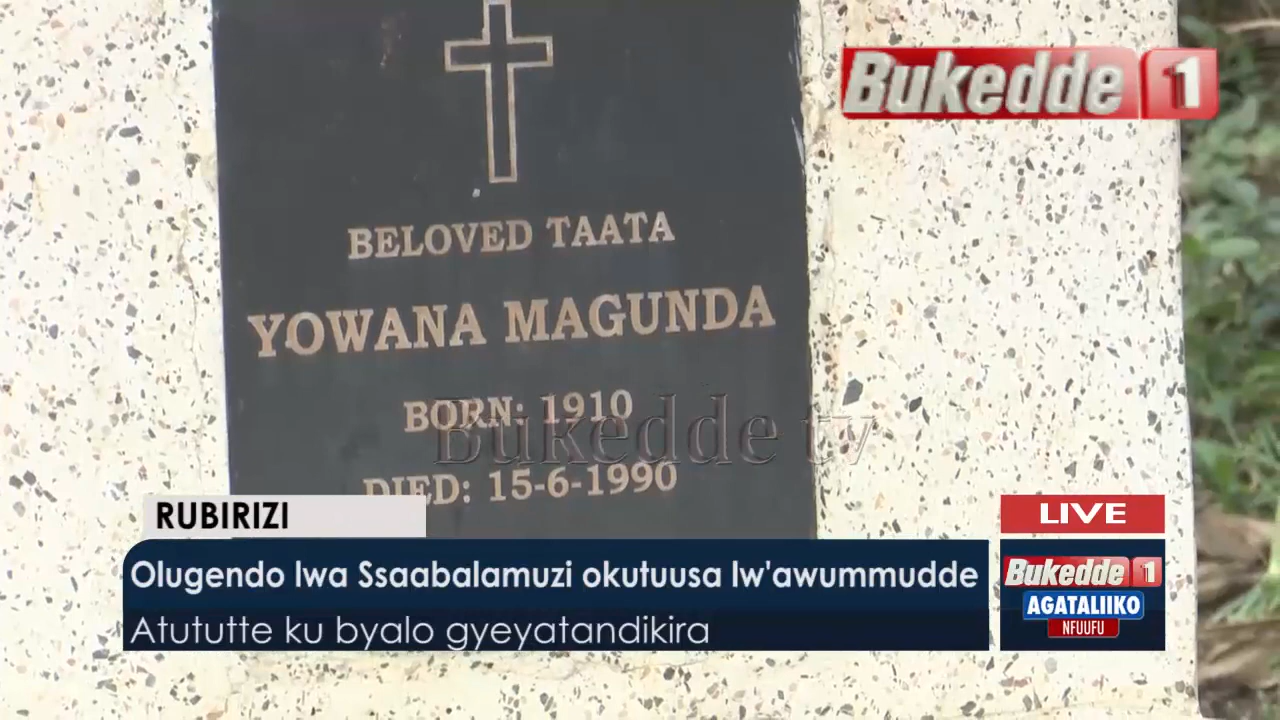 Bukedde 1
BELOVED TAATA
YOWANA MAGUNDA
BORN: 1910
Bukedde tv
DIED: 15-6-1990
RUBIRIZI
LIVE
Olugendo lwa Ssaabalamuzi okutuusa lw'awummudde
Atututte ku byalo gyeyatandikira
Bukedde 1
AGATALIIKO
NFUUFU